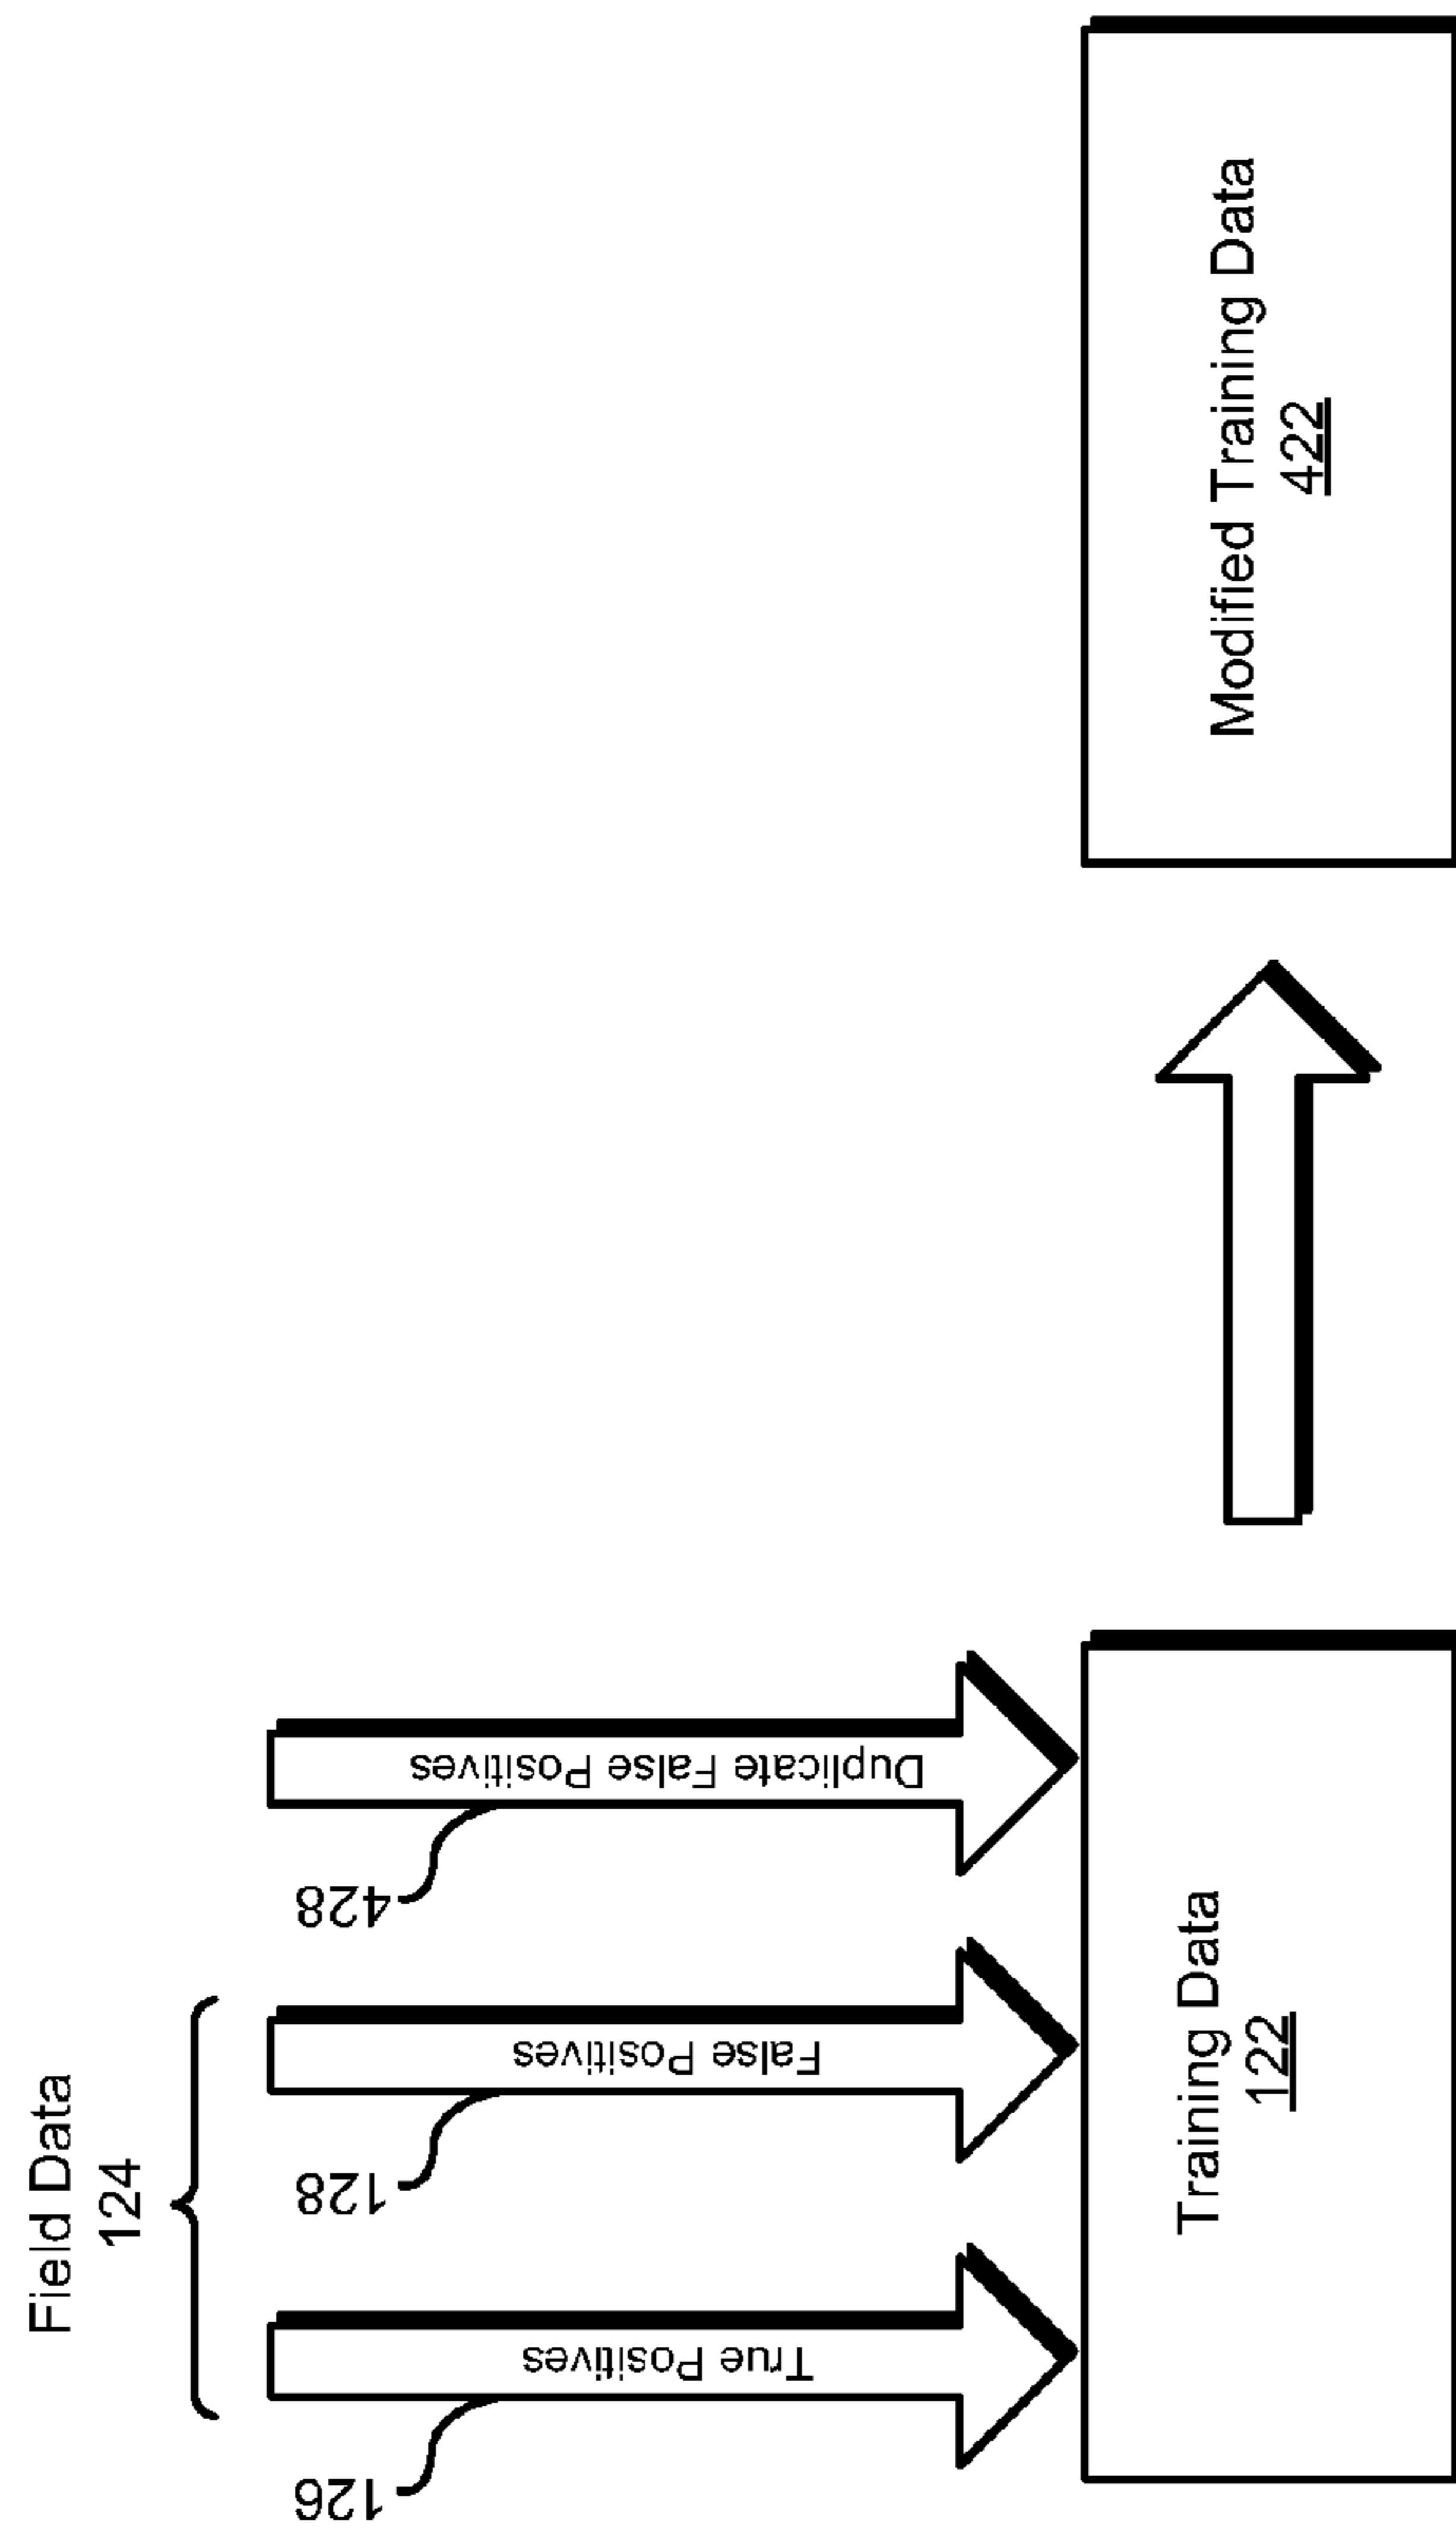 Field Data
124
126
True Positives
128
False Positives
428
Duplicate False Positives
Training Data
122
Modified Training Data
422